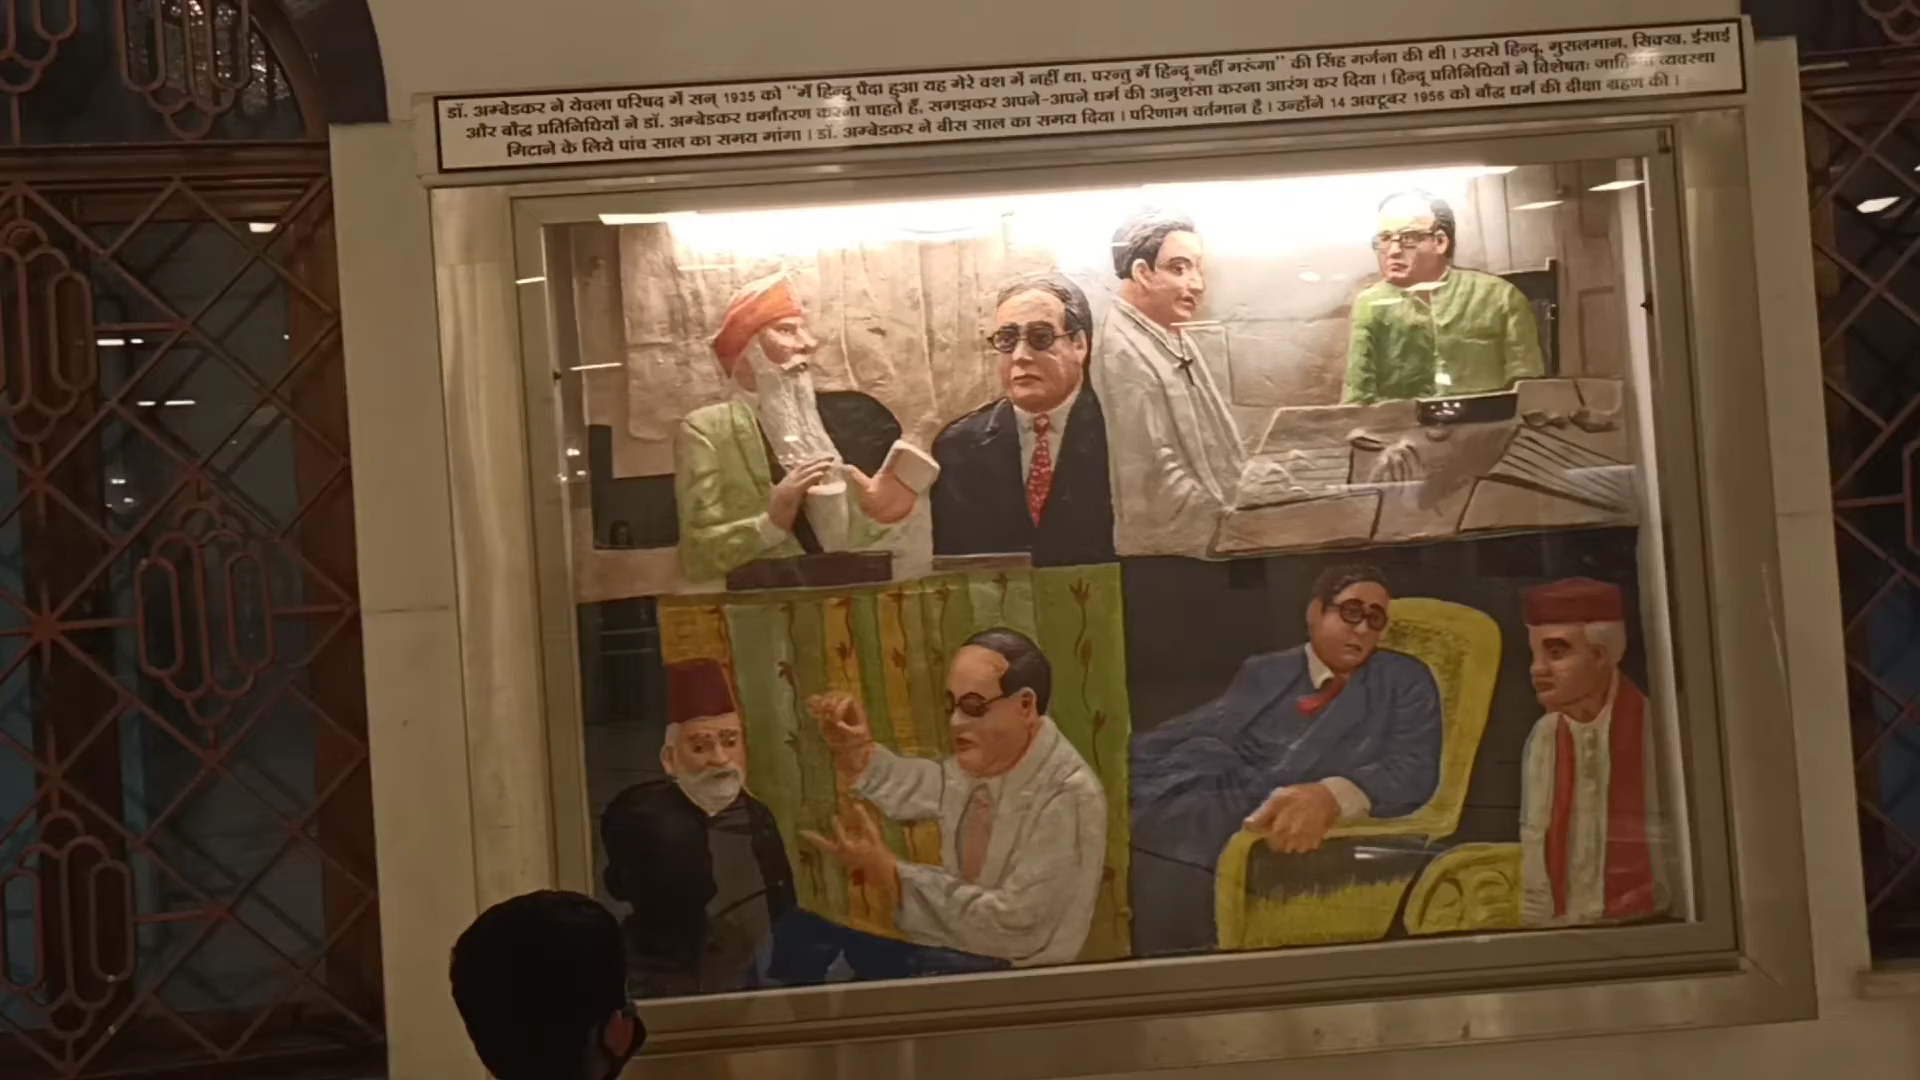 डॉ. अम्बेडकर ने येवला परिषद में सन् 1935 को "मैं हिन्दू पैदा हुआ यह मेरे वश में नहीं था, परन्तु मैं हिन्दू नहीं मरूंगा" की सिंह गर्जना की थी। उससे हिन्दू, मुसलमान, सिक्ख, ईसाई
और बौद्ध प्रतिनिधियों ने डॉ. अम्बेडकर धर्मांतरण करना चाहते हैं, समझकर अपने-अपने धर्म की अनुशंसा करना आरंभ कर दिया। हिन्दू प्रतिनिधियों ने विशेषतः व्यवस्था
मिटाने के लिये पांच साल का समय मांगा। डॉ. अम्बेडकर ने बीस साल का समय दिया। परिणाम वर्तमान है। उन्होंने 14 अक्टूबर 1956 को बौद्ध धर्म की दीक्षा ग्रहण की।